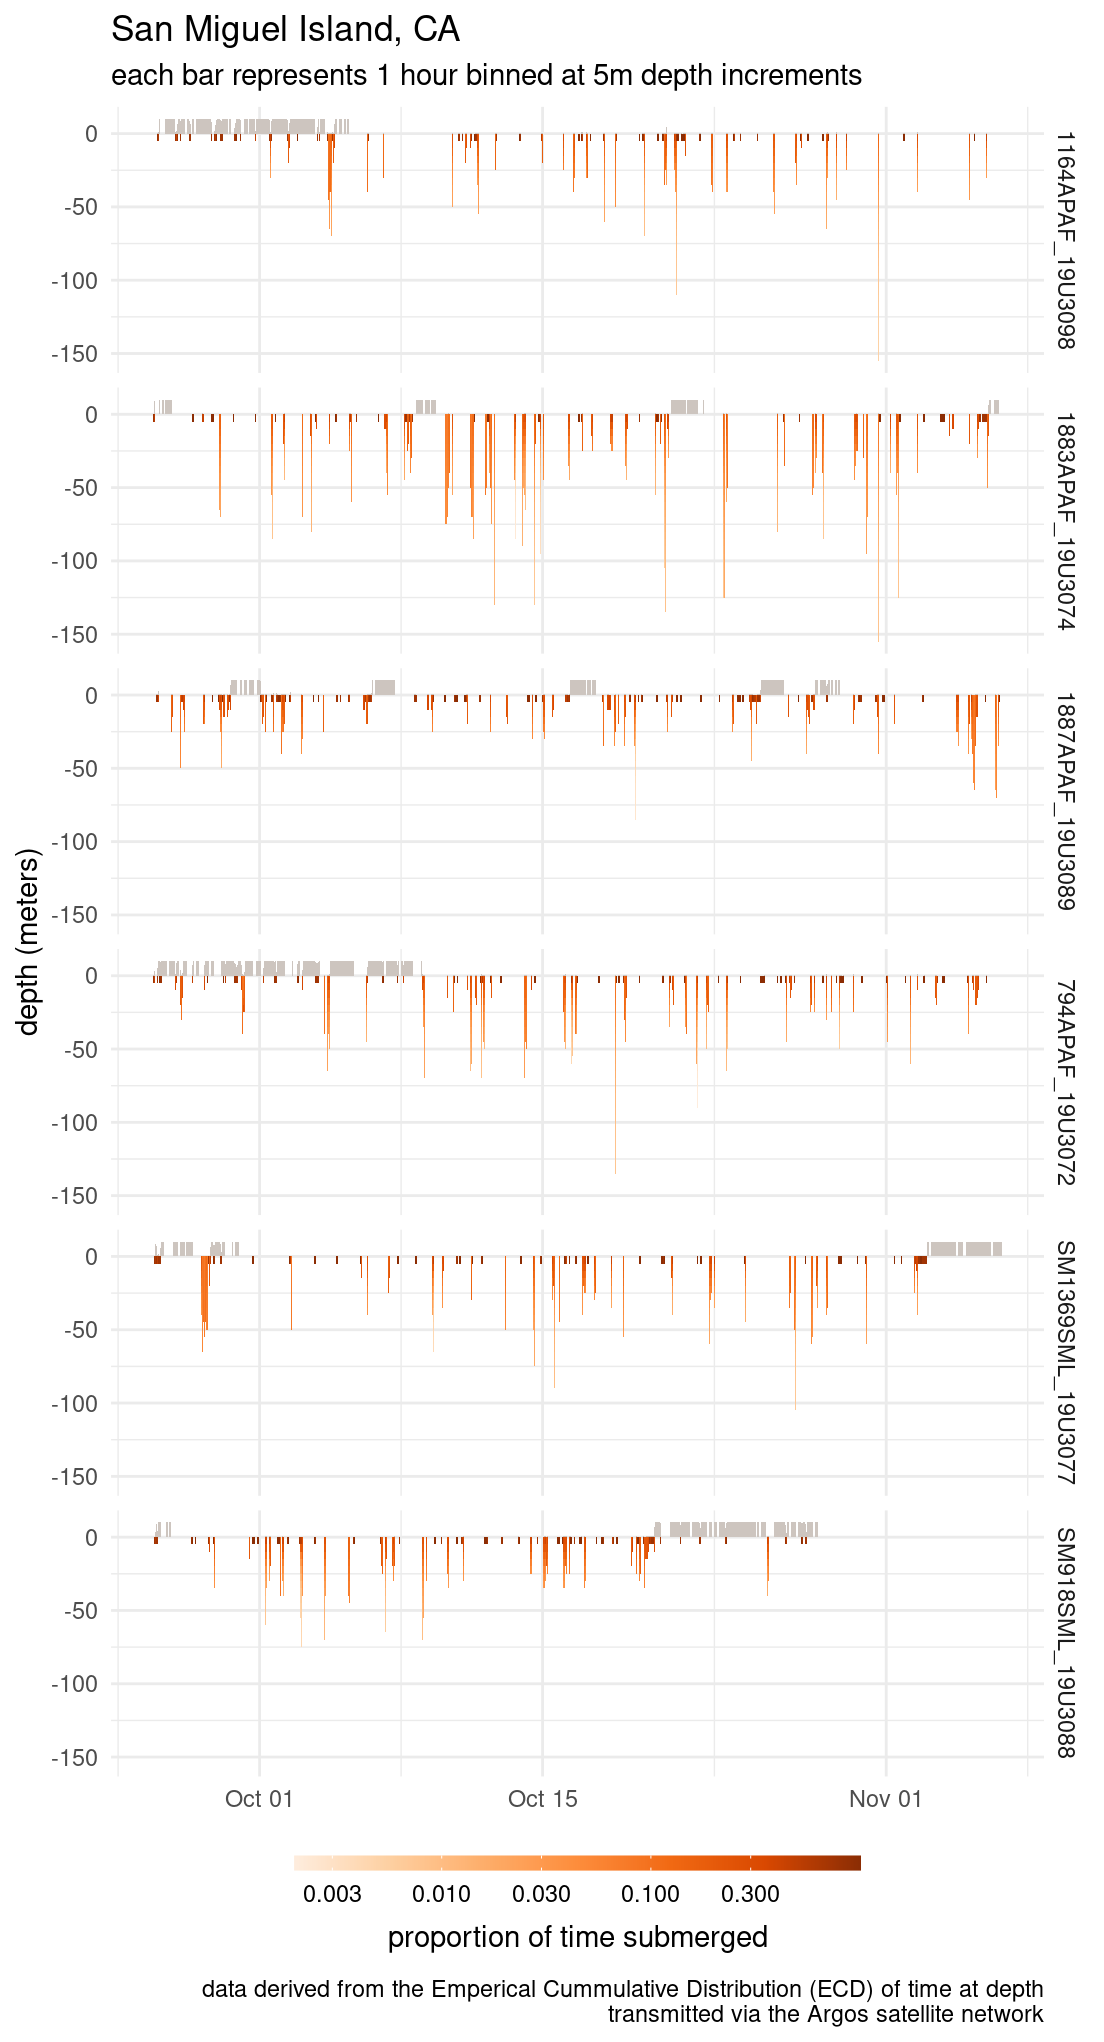 San Miguel Island, CA
each bar represents 1 hour binned at 5m depth increments
0
-50
-100
-150
1164APAF_19U3098
0
-50
-100
-150
1883APAF_19U3074
0
-50
-100
-150
1887APAF_19U3089
depth (meters)
0
-50
-100
-150
794APAF_19U3072
0
-50
-100
-150
SM1369SML_19U3077
0
-50
-100
-150
SM918SML_19U3088
Oct 01 Oct 15 Nov 01
0.003 0.010 0.030 0.100 0.300
proportion of time submerged
data derived from the Emperical Cummulative Distribution (ECD) of time at depth
transmitted via the Argos satellite network